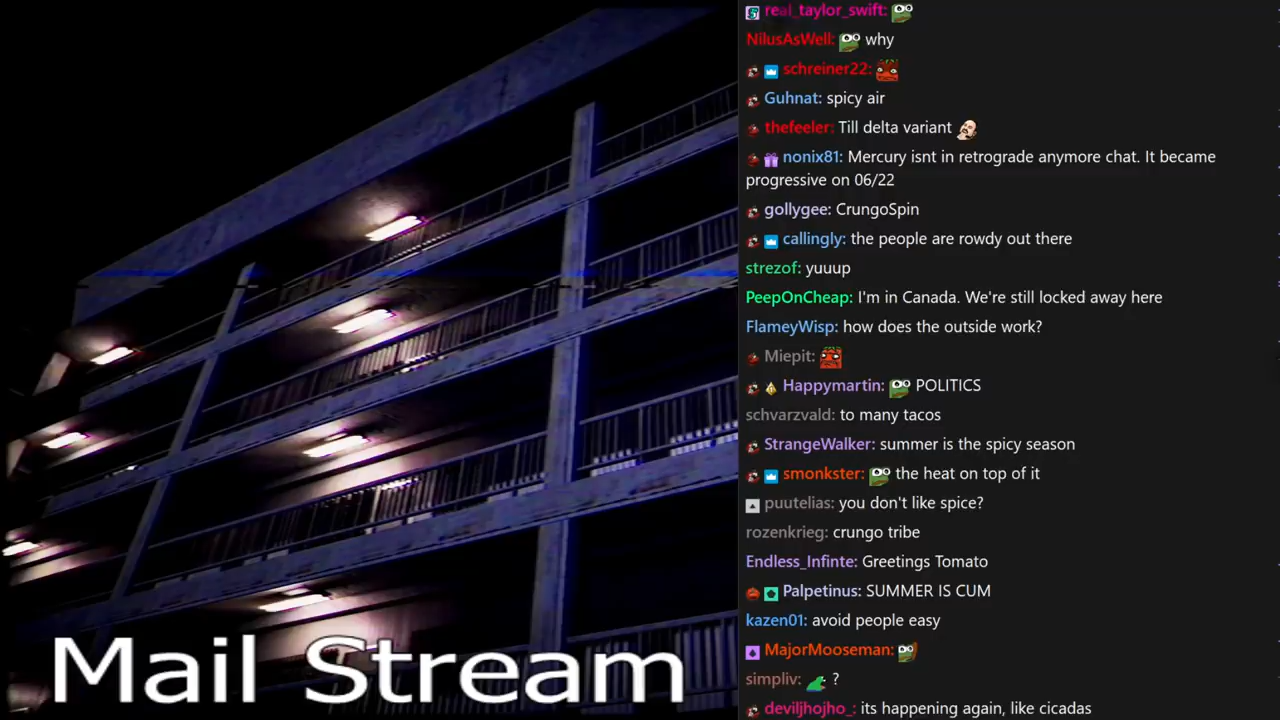 real_taylor_swift:
NilusAsWell: why
schreiner22:
Guhnat: spicy air
thefeeler: Till delta variant
nonix81: Mercury isnt in retrograde anymore chat. It became
progressive on 06/22
gollygee: CrungoSpin
callingly: the people are rowdy out there
strezof: yuuup
PeepOnCheap: I'm in Canada. We're still locked away here
FlameyWisp: how does the outside work?
Miepit:
Happymartin: POLITICS
schvarzvald: to many tacos
StrangeWalker: summer is the spicy season
smonkster: the heat on top of it
puutelias: you don't like spice?
rozenkrieg: crungo tribe
Endless_Infinte: Greetings Tomato
Palpetinus: SUMMER IS CUM
kazen01: avoid people easy
MajorMooseman:
simpliv: ?
deviljhojho_: its happening again, like cicadas
Mail Stream